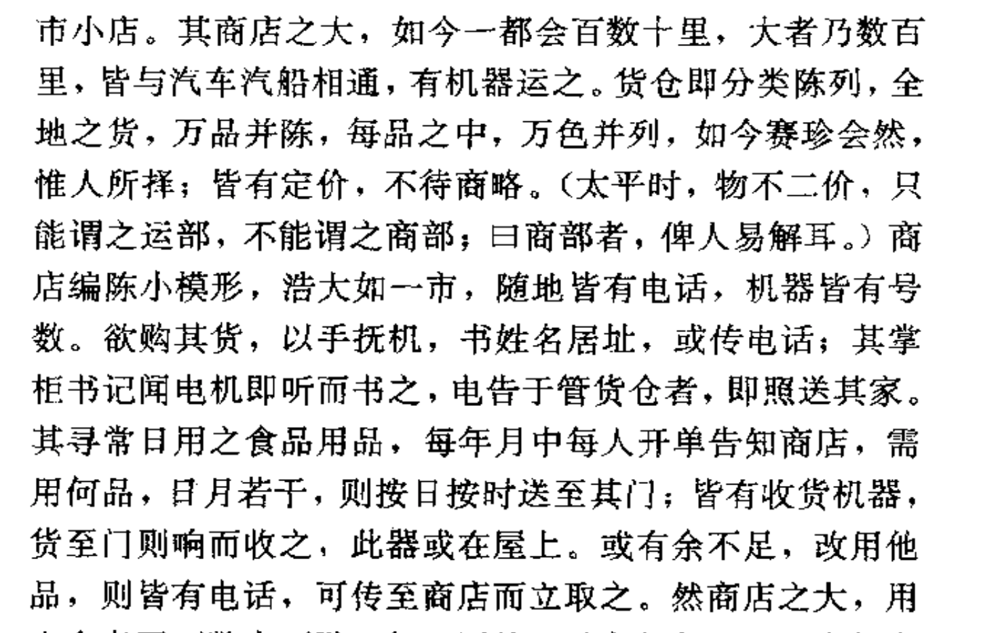 市小店。其商店之大，如今一都会百数十里，大者乃数百
里，皆与汽车汽船相通，有机器运之。货仓即分类陈列，全
地之货，万品并陈，每品之中，万色并列，如今赛珍会然，
惟人所择；皆有定价，不待商略。（太平时，物不二价，只
能谓之运部，不能谓之商部；曰商部者，俾人易解耳。）商
店编陈小模形，浩大如一市，随地皆有电话，机器皆有号
数。欲购其货，以手抚机，书姓名居址，或传电话；其掌
柜书记闻电机即听而书之，电告于管货仓者，即照送其家。
其寻常日用之食品用品，每年月中每人开单告知商店，需
用何品，日月若干，则按日按时送至其门；皆有收货机器，
货至门则响而收之，此器或在屋上。或有余不足，改用他
品，则皆有电话，可传至商店而立取之。然商店之大，用